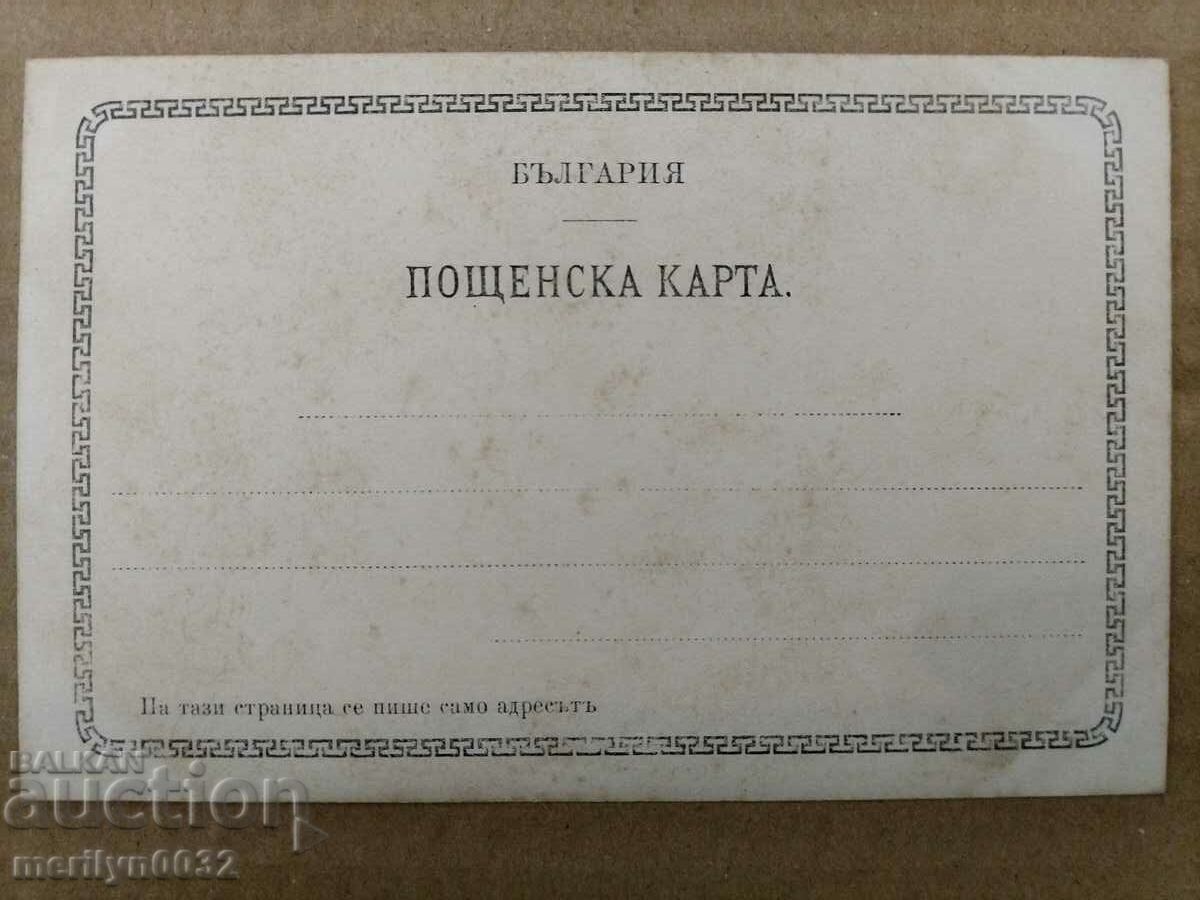 БЪЛГАРИЯ
ПОЩЕНСКА КАРТА.
На тази страница се пише само адресътъ
BALKAN
auction
merilyn0032